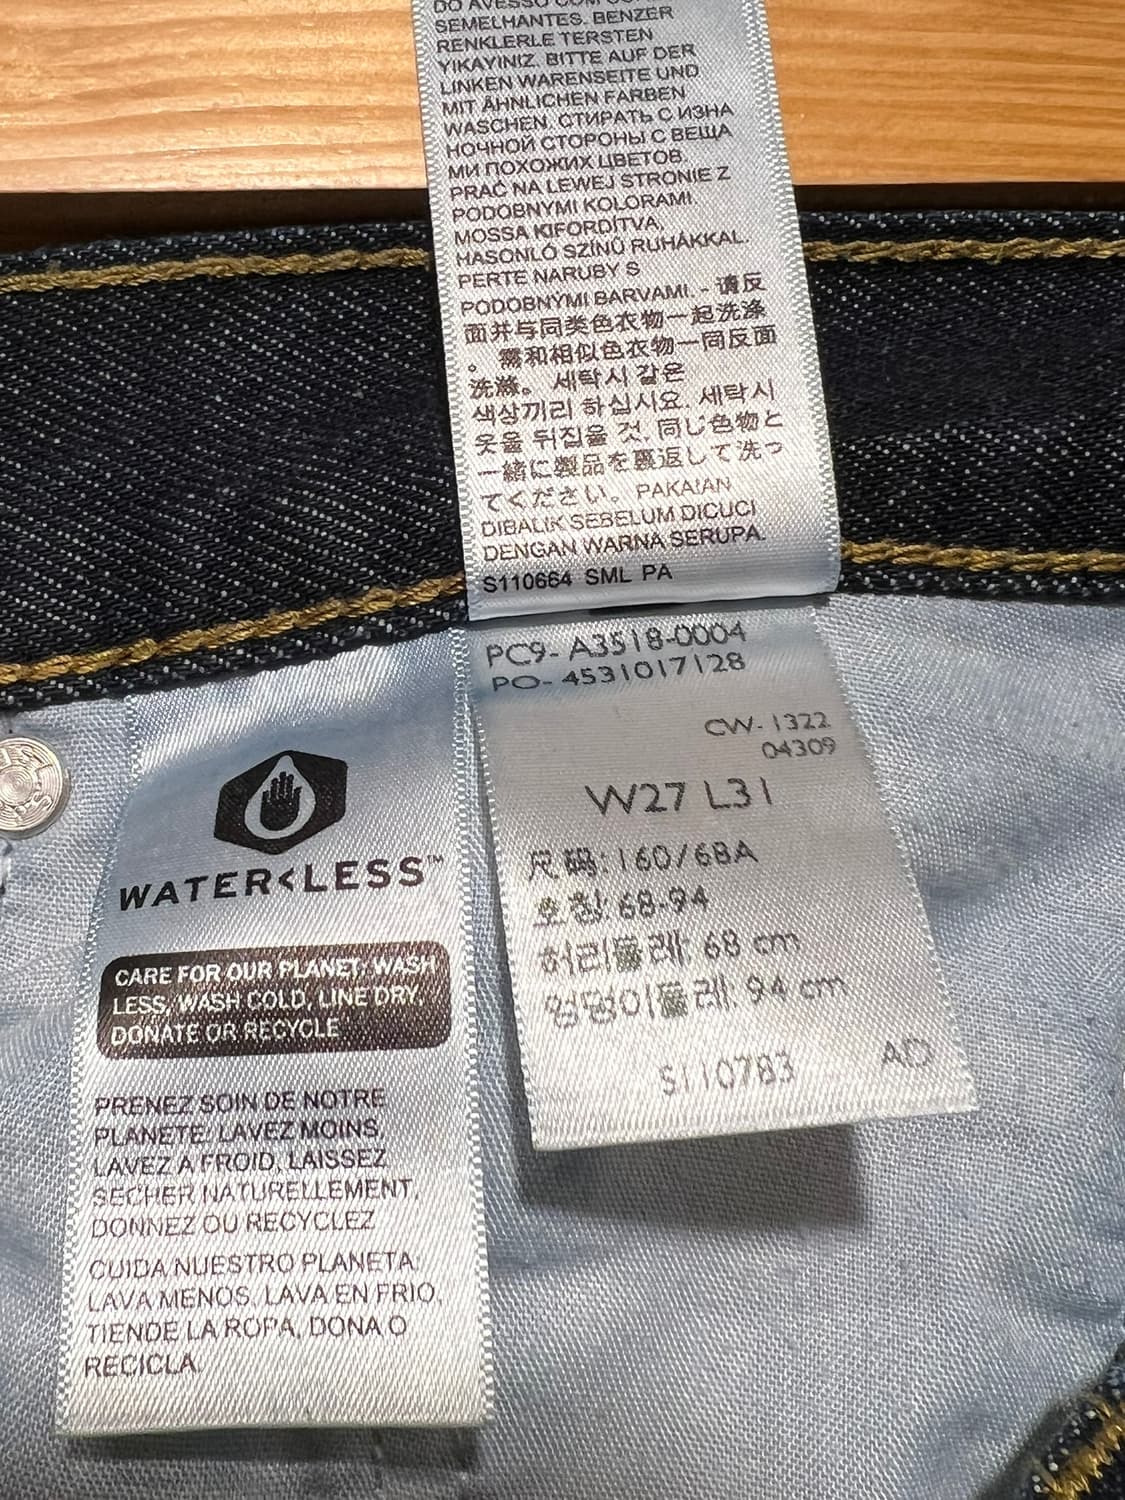 SEMELHANTES. BENZER
RENKLERLE TERSTEN
YIKAYINIZ. BITTE AUF DER
LINKEN WARENSEITE UND
MIT ÄHNLICHEN FARBEN
WASCHEN. СТИРАТЬ С ИЗНА
НОЧНОЙ СТОРОНЫ С ВЕЩА
МИ ПОХОЖИХ ЦВЕТОВ.
PRAĆ NA LEWEJ STRONIE Z
PODOBNYMI KOLORAMI.
MOSSA KIFORDÍTVA,
HASONLÓ SZÍNŰ RUHÁKKAL.
PERTE NARUBY S
PODOBNÝMI BARVAMI. - 请反
面并与同类色衣物一起洗涤
。需和相似色衣物一同反面
洗滌。 세탁시 같은
색상끼리 하십시요. 세탁시
옷을 뒤집을 것. 同じ色物と
一緒に製品を裏返して洗っ
てください。 PAKAIAN
DIBALIK SEBELUM DICUCI
DENGAN WARNA SERUPA.
S110664 SML PA
PC9- A3518-0004
PO- 4531017128
CW- 1322
04309
W27 L31
尺码: 160/68A
호칭: 68-94
허리둘레: 68 cm
엉덩이둘레: 94 cm
S110783 AD
WATER<LESS™
CARE FOR OUR PLANET: WASH
LESS, WASH COLD, LINE DRY,
DONATE OR RECYCLE
PRENEZ SOIN DE NOTRE
PLANETE: LAVEZ MOINS,
LAVEZ A FROID, LAISSEZ
SECHER NATURELLEMENT,
DONNEZ OU RECYCLEZ
CUIDA NUESTRO PLANETA:
LAVA MENOS, LAVA EN FRIO,
TIENDE LA ROPA, DONA O
RECICLA.